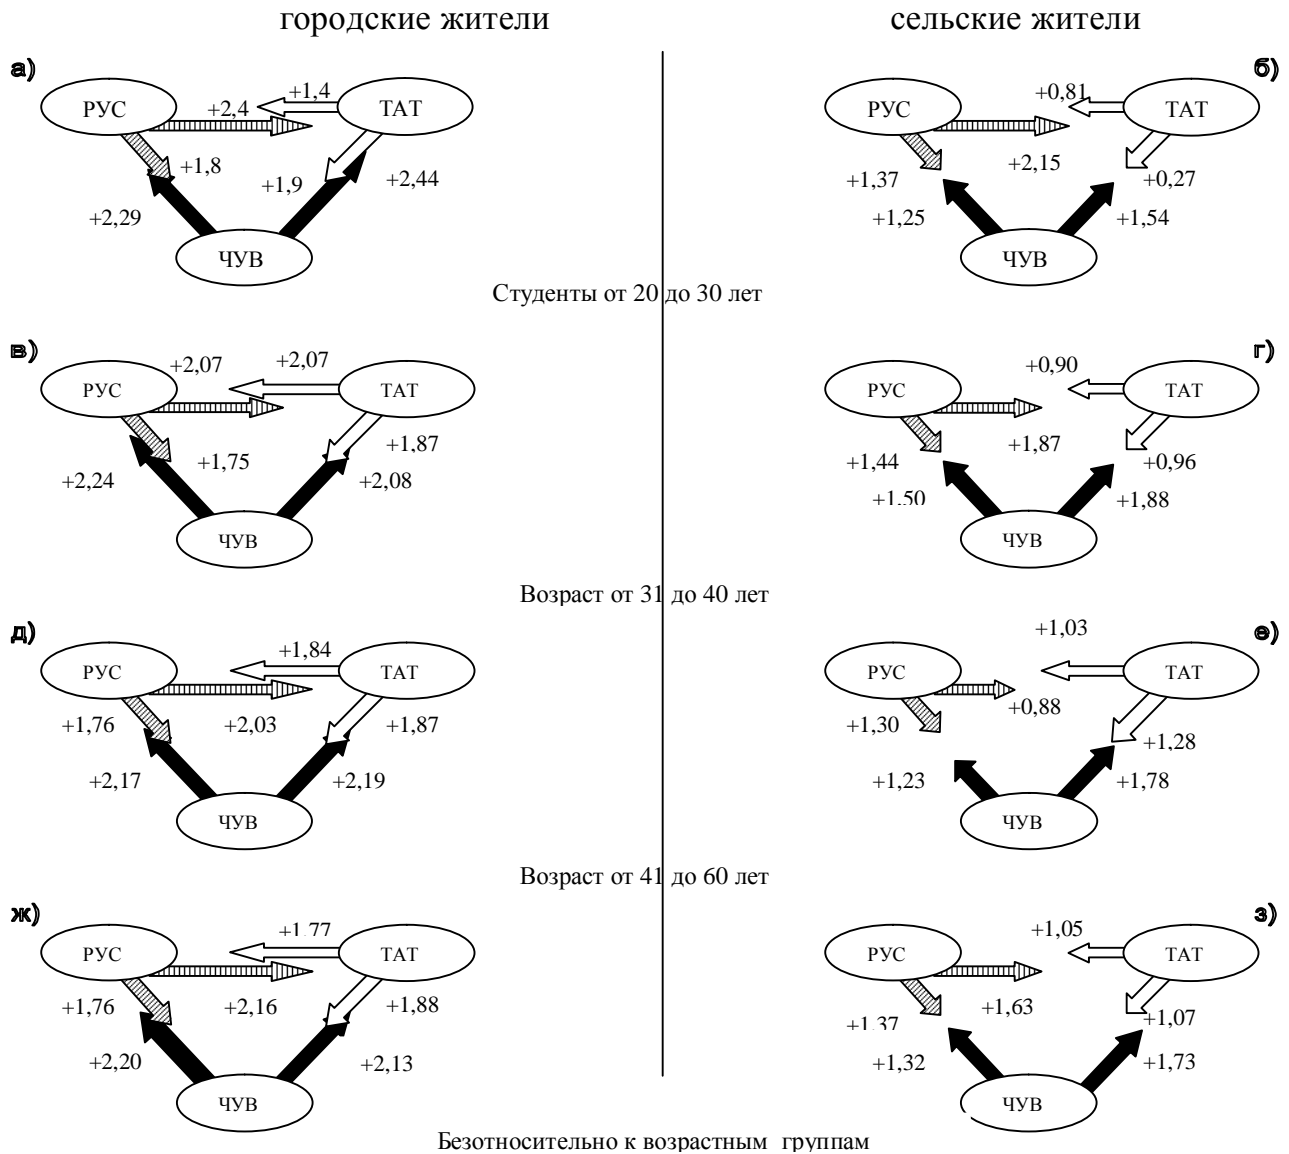 городские жители сельские жители
а) б)
+1,4 +0,81
РУС +2,4 ТАТ РУС ТАТ
+1,8 +1,9 +2,44 +1,37 +2,15 +0,27
+2,29 +1,25 +1,54
ЧУВ ЧУВ
Студенты от 20 до 30 лет
в) г)
+2,07 +2,07 +0,90
РУС ТАТ РУС ТАТ
+1,75 +1,87 +1,44 +1,87 +0,96
+2,24 +2,08 +1,50 +1,88
ЧУВ ЧУВ
Возраст от 31 до 40 лет
д) е)
+1,84 +1,03
РУС ТАТ РУС ТАТ
+1,76 +2,03 +1,87 +1,30 +0,88 +1,28
+2,17 +2,19 +1,23 +1,78
ЧУВ ЧУВ
Возраст от 41 до 60 лет
ж) з)
+1,77 +1,05
РУС ТАТ РУС ТАТ
+1,76 +2,16 +1,88 +1,37 +1,63 +1,07
+2,20 +2,13 +1,32 +1,73
ЧУВ ЧУВ
Безотносительно к возрастным группам